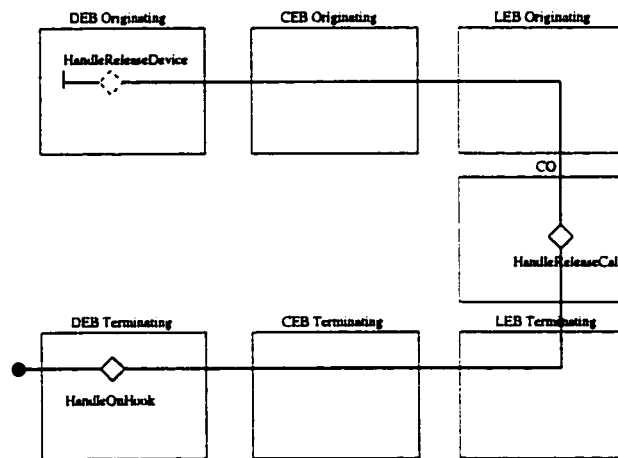 DEB Originating CEB Originating LEB Originating
HandleReleaseDevice
CO
HandleReleaseCal
DEB Terminating CEB Terminating LEB Terminating
HandleOnHook